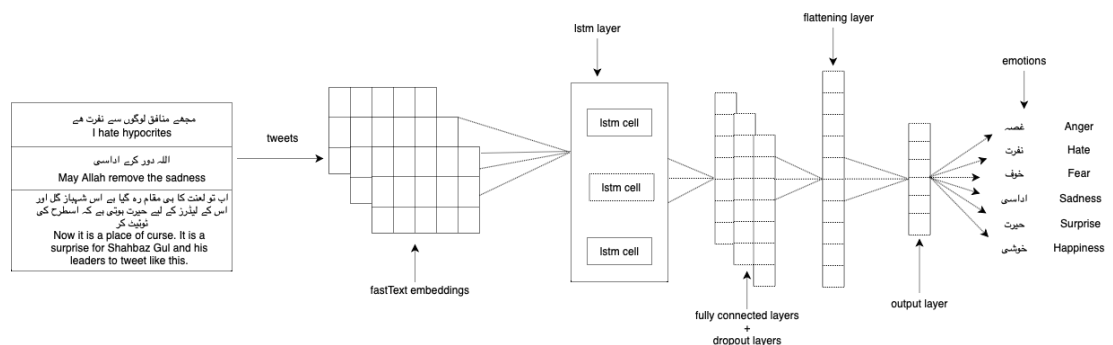 مجھے منافق لوگوں سے نفرت ھے
I hate hypocrites
اللہ دور کرے اداسی
May Allah remove the sadness
اب تو لعنت کا ہی مقام رہ گیا ہے اس شہباز گل اور
اس کے لیڈرز کے لیے حیرت ہوتی ہے کہ اسطرح کی
ٹوئیٹ کر
Now it is a place of curse. It is a
surprise for Shahbaz Gul and his
leaders to tweet like this.
tweets
fastText embeddings
lstm layer
lstm cell
lstm cell
lstm cell
fully connected layers
+
dropout layers
flattening layer
output layer
emotions
غصہ Anger
نفرت Hate
خوف Fear
اداسی Sadness
حیرت Surprise
خوشی Happiness